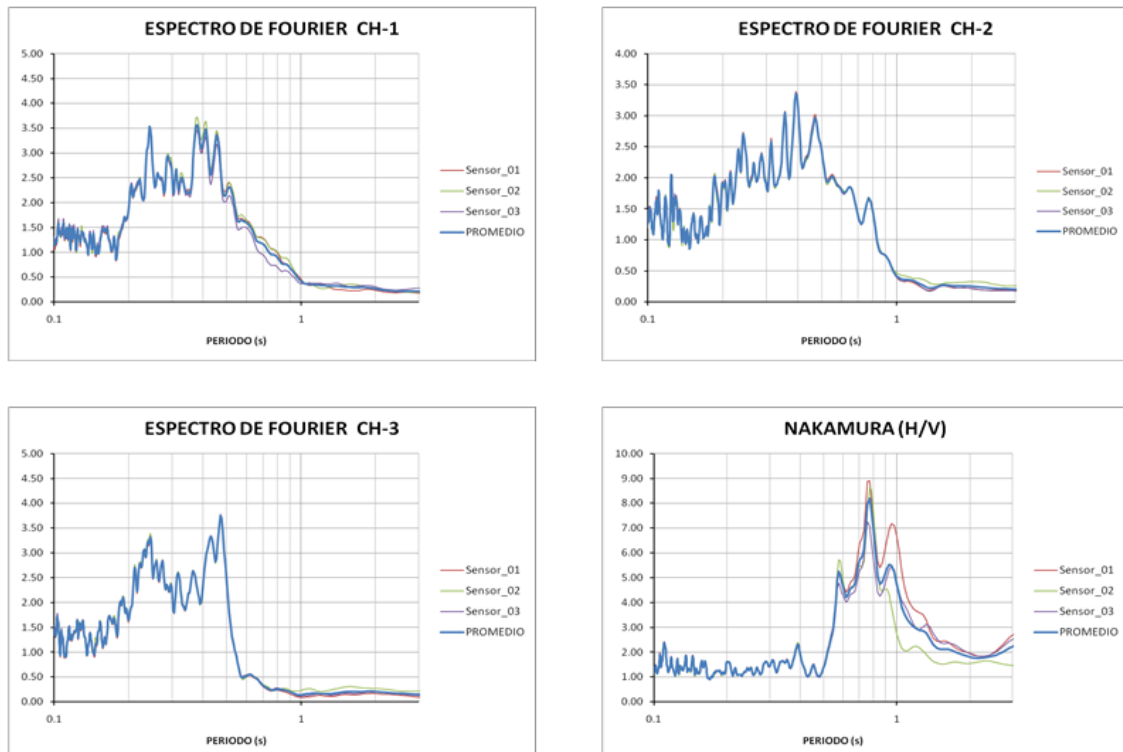 ESPECTRO DE FOURIER CH-1
5.00
4.50
4.00
3.50
3.00
2.50
2.00
1.50
1.00
0.50
0.00
0.1
1
PERIODO (s)
Sensor_01
Sensor_02
Sensor_03
PROMEDIO
ESPECTRO DE FOURIER CH-2
4.00
3.50
3.00
2.50
2.00
1.50
1.00
0.50
0.00
0.1
1
PERIODO (s)
Sensor_01
Sensor_02
Sensor_03
PROMEDIO
ESPECTRO DE FOURIER CH-3
5.00
4.50
4.00
3.50
3.00
2.50
2.00
1.50
1.00
0.50
0.00
0.1
1
PERIODO (s)
Sensor_01
Sensor_02
Sensor_03
PROMEDIO
NAKAMURA (H/V)
10.00
9.00
8.00
7.00
6.00
5.00
4.00
3.00
2.00
1.00
0.00
0.1
1
PERIODO (s)
Sensor_01
Sensor_02
Sensor_03
PROMEDIO